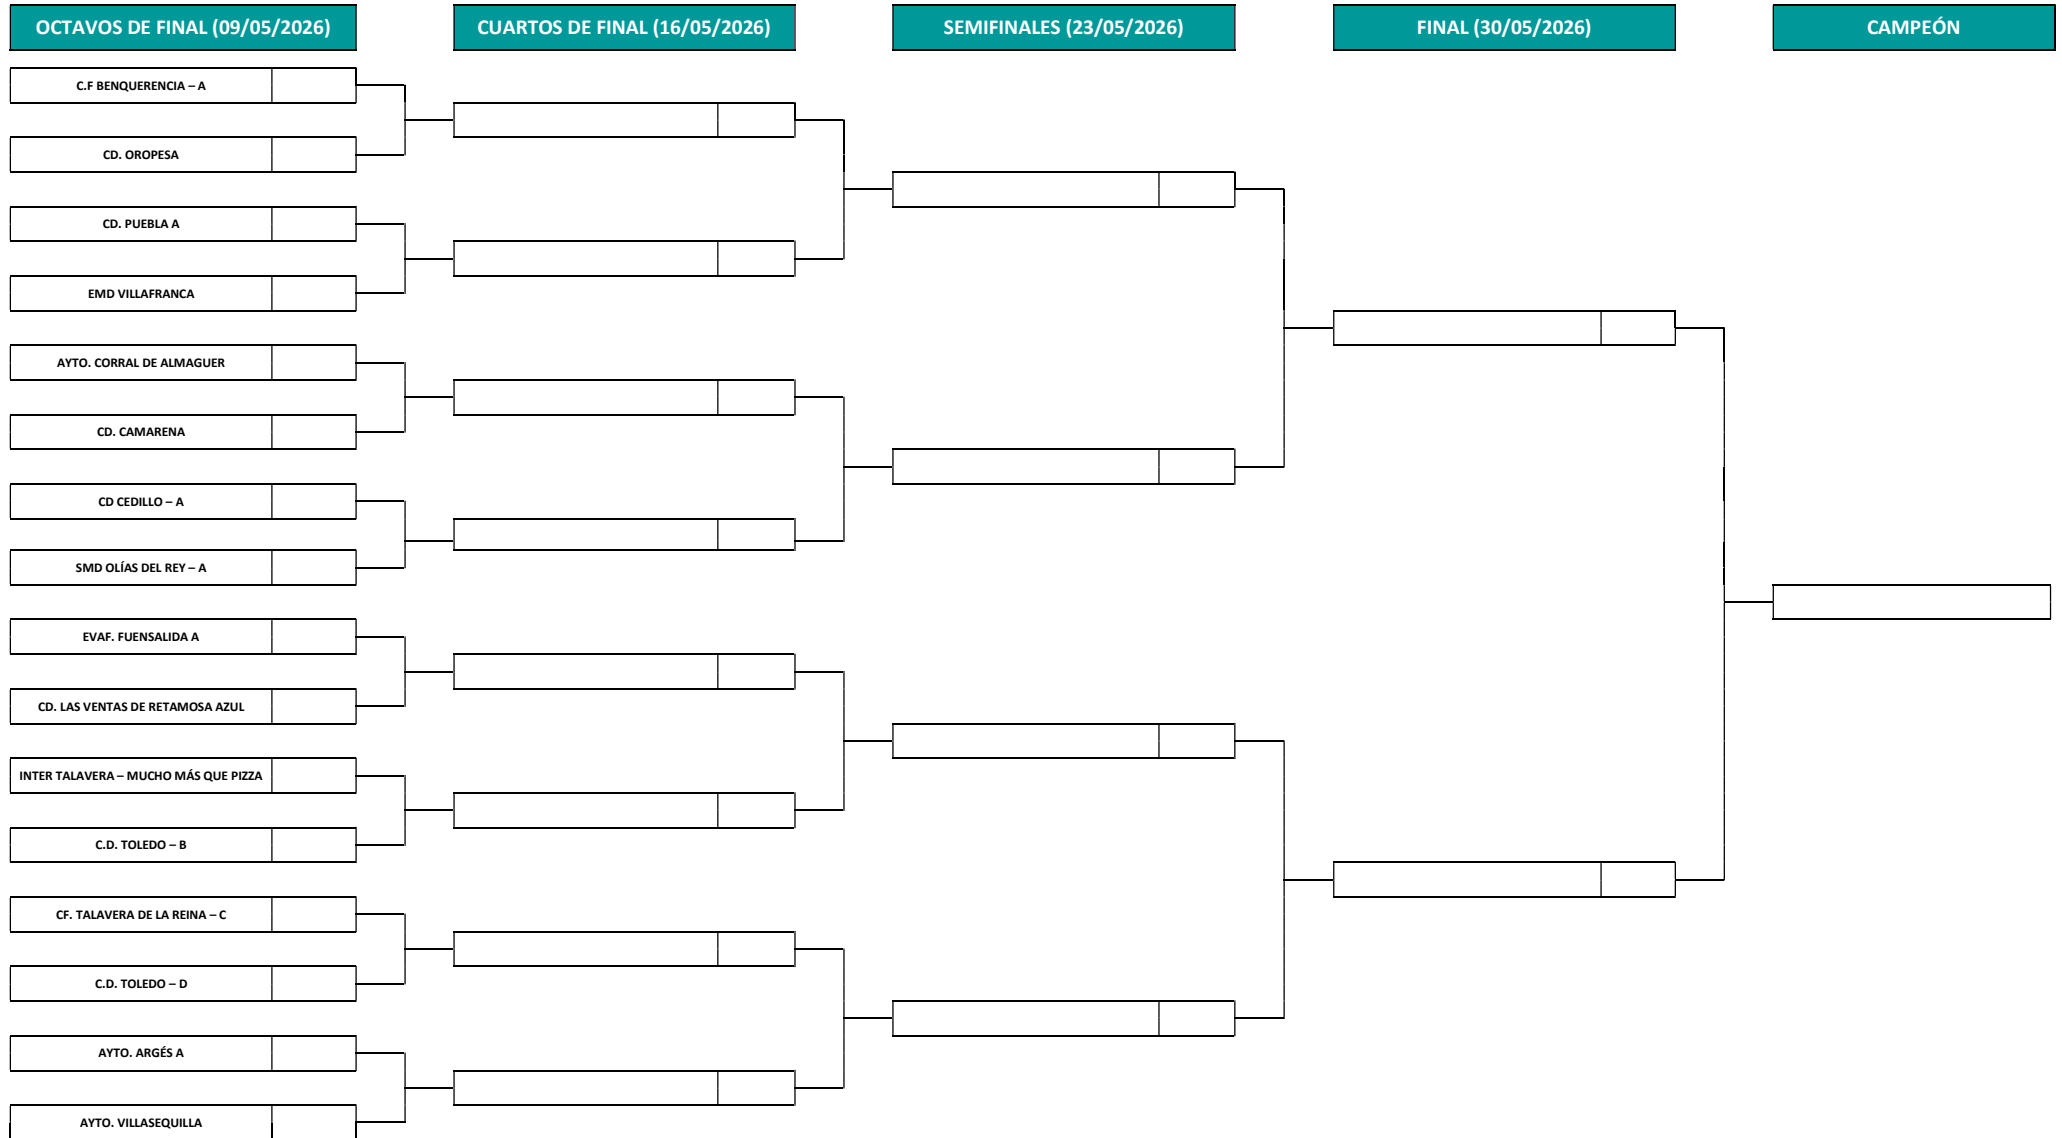 OCTAVOS DE FINAL (09/05/2026)
CUARTOS DE FINAL (16/05/2026)
SEMIFINALES (23/05/2026)
FINAL (30/05/2026)
CAMPEÓN
C.F BENQUERENCIA – A
CD. OROPESA
CD. PUEBLA A
EMD VILLAFRANCA
AYTO. CORRAL DE ALMAGUER
CD. CAMARENA
CD CEDILLO – A
SMD OLÍAS DEL REY – A
EVAF. FUENSALIDA A
CD. LAS VENTAS DE RETAMOSA AZUL
INTER TALAVERA – MUCHO MÁS QUE PIZZA
C.D. TOLEDO – B
CF. TALAVERA DE LA REINA – C
C.D. TOLEDO – D
AYTO. ARGÉS A
AYTO. VILLASEQUILLA